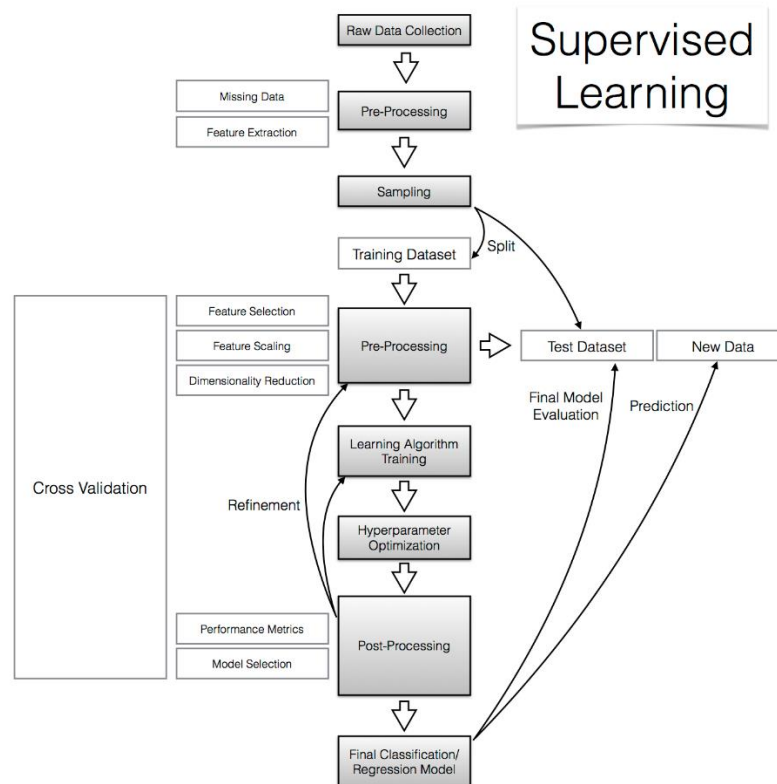 Supervised
Learning
Raw Data Collection
Missing Data
Feature Extraction
Pre-Processing
Sampling
Split
Training Dataset
Feature Selection
Feature Scaling
Dimensionality Reduction
Pre-Processing
Test Dataset
New Data
Final Model
Evaluation
Prediction
Learning Algorithm
Training
Cross Validation
Refinement
Hyperparameter
Optimization
Performance Metrics
Model Selection
Post-Processing
Final Classification/
Regression Model